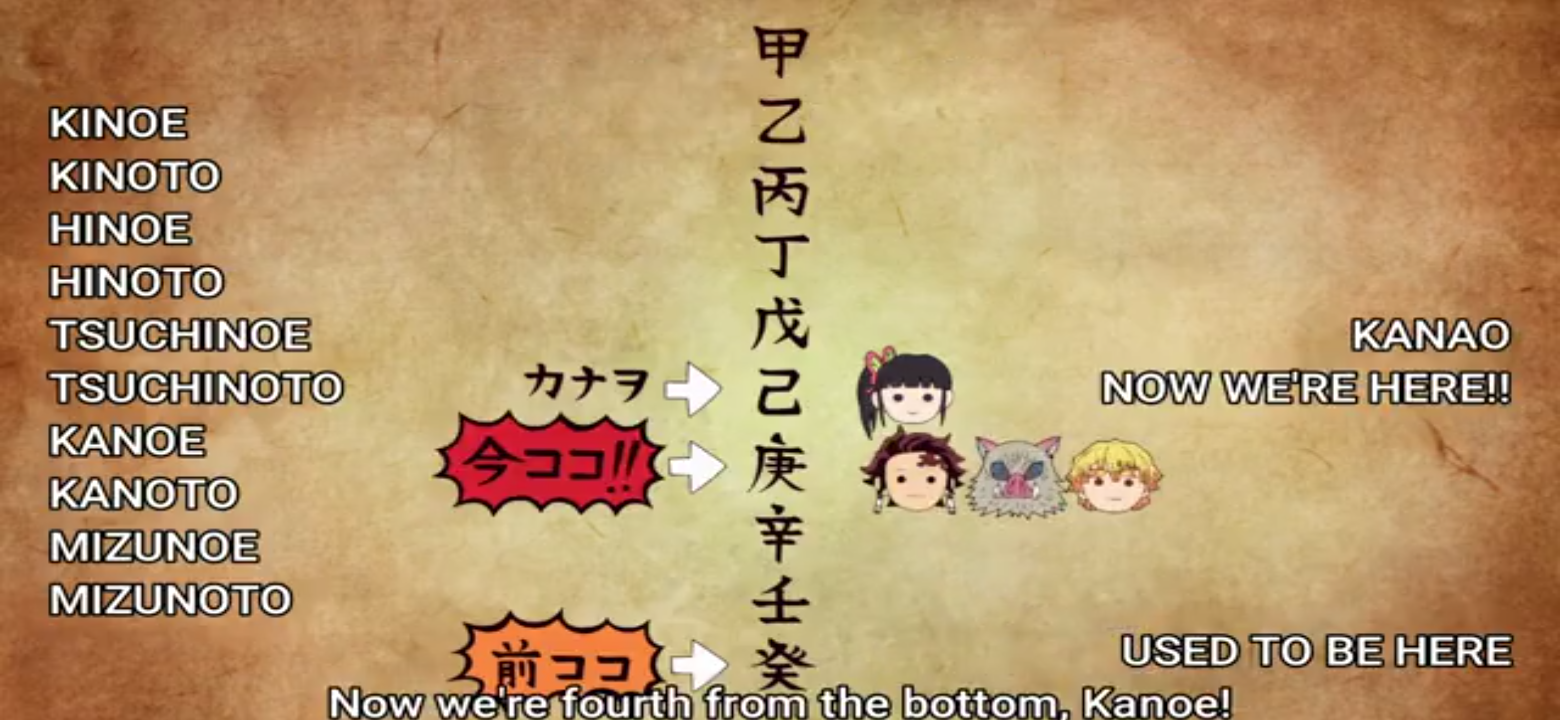 KINOE
KINOTO
HINOE
HINOTO
TSUCHINOE
TSUCHINOTO
KANOE
KANOTO
MIZUNOE
MIZUNOTO
カナヲ
今ココ!!
前ココ
甲
乙
丙
丁
戊
己
庚
辛
壬
癸
KANAO
NOW WE'RE HERE!!
USED TO BE HERE
Now we're fourth from the bottom, Kanoe!